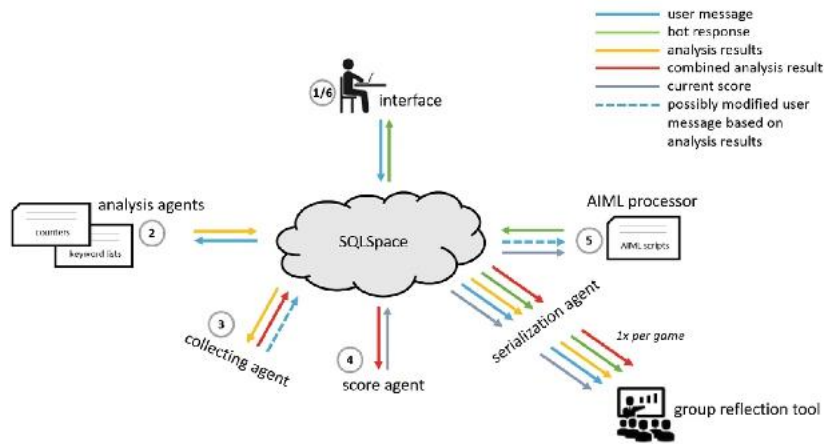 user message
bot response
analysis results
combined analysis result
current score
possibly modified user
message based on
analysis results
1/6
interface
analysis agents
counters
keyword lists
2
SQLSpace
AIML processor
5
AIML scripts
3
collecting agent
4
score agent
serialization agent
1x per game
group reflection tool